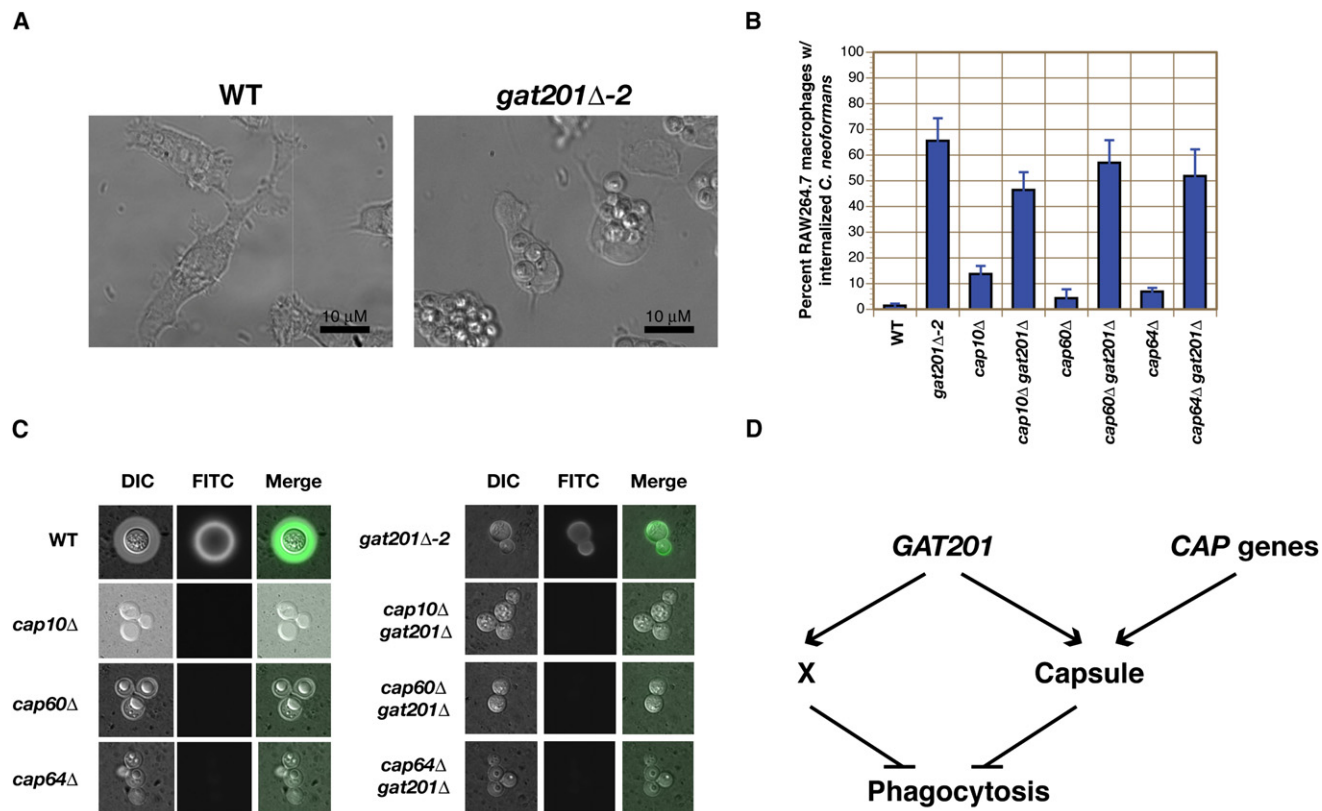 A
WT
gat201Δ-2
10 μM
10 μM
B
Percent RAW264.7 macrophages w/
internalized C. neoformans
100
90
80
70
60
50
40
30
20
10
0
WT
gat201Δ-2
cap10Δ
cap10Δ gat201Δ
cap60Δ
cap60Δ gat201Δ
cap64Δ
cap64Δ gat201Δ
C
DIC FITC Merge
WT
cap10Δ
cap60Δ
cap64Δ
DIC FITC Merge
gat201Δ-2
cap10Δ
gat201Δ
cap60Δ
gat201Δ
cap64Δ
gat201Δ
D
GAT201 CAP genes
X Capsule
Phagocytosis